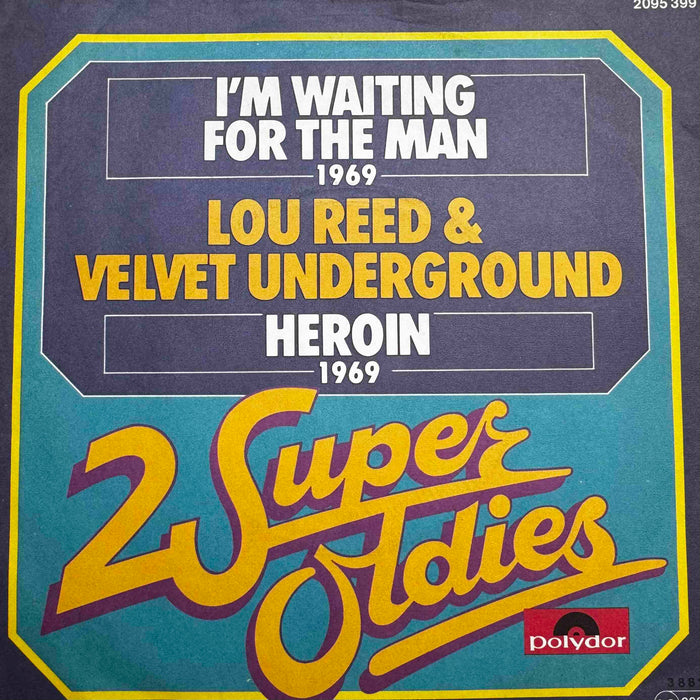 2095 399
I'M WAITING
FOR THE MAN
1969
LOU REED &
VELVET UNDERGROUND
HEROIN
1969
2 Super
Oldies
polydor